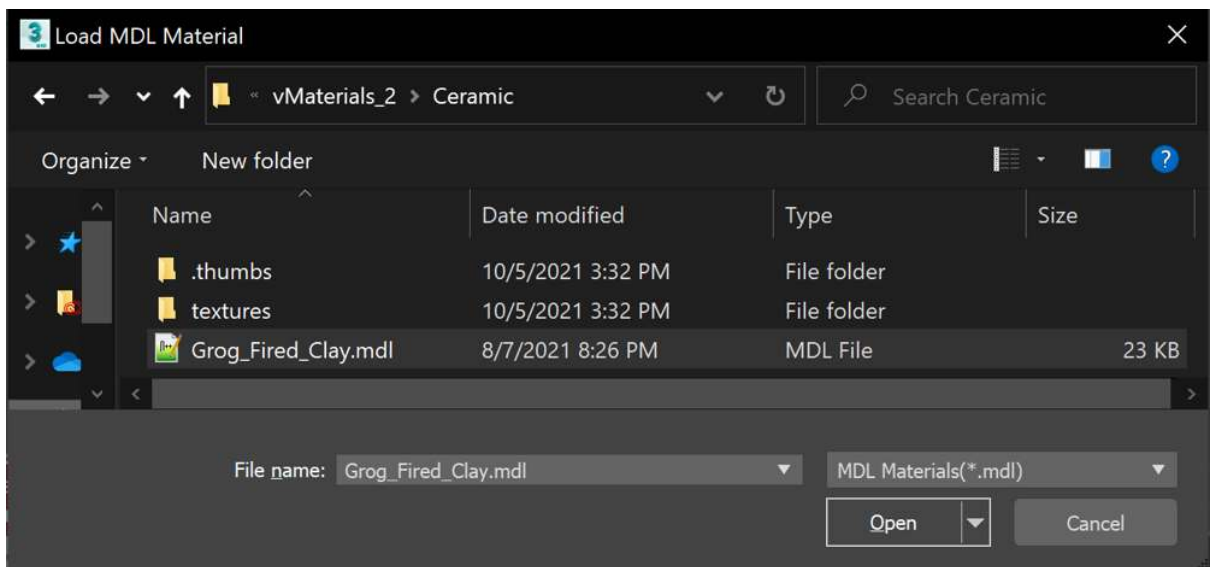 Load MDL Material
« vMaterials_2 > Ceramic Search Ceramic
Organize New folder
Name Date modified Type Size
.thumbs 10/5/2021 3:32 PM File folder
textures 10/5/2021 3:32 PM File folder
Grog_Fired_Clay.mdl 8/7/2021 8:26 PM MDL File 23 KB
File name: Grog_Fired_Clay.mdl MDL Materials(*.mdl)
Open Cancel